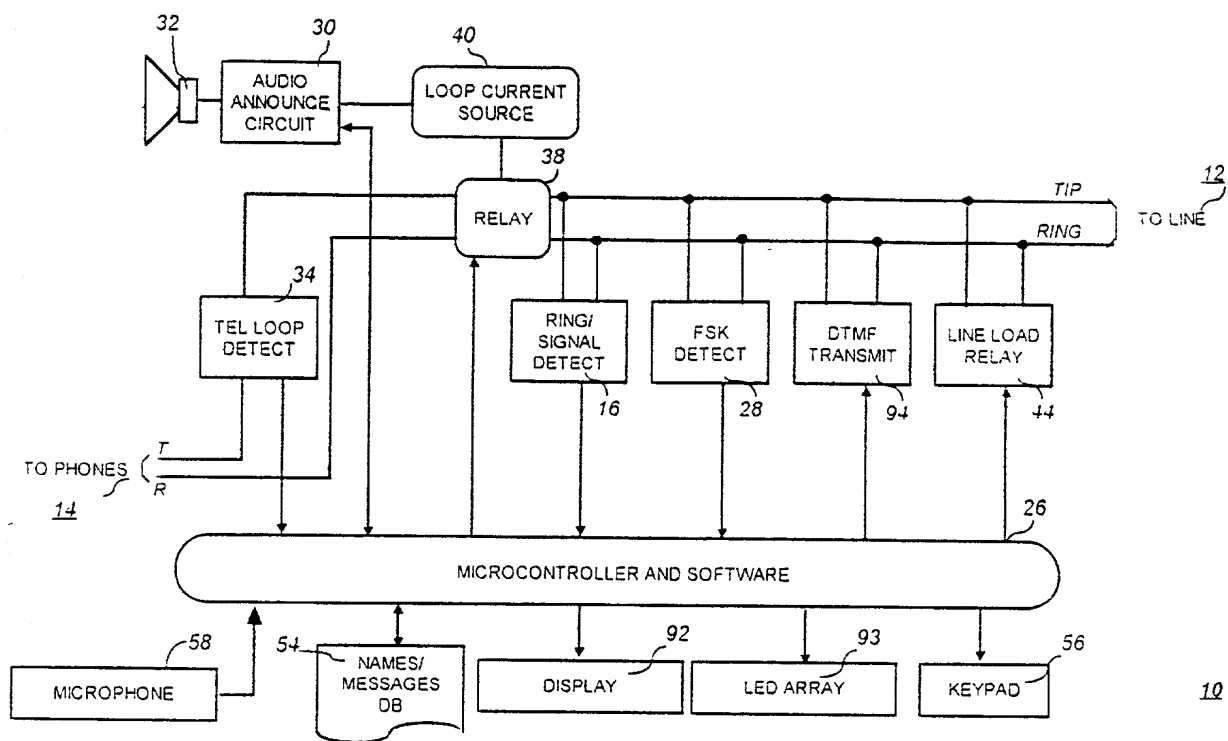 32
30
40
AUDIO
ANNOUNCE
CIRCUIT
LOOP CURRENT
SOURCE
38
RELAY
TIP
RING
12
TO LINE
34
TEL LOOP
DETECT
RING/
SIGNAL
DETECT
16
FSK
DETECT
28
DTMF
TRANSMIT
94
LINE LOAD
RELAY
44
T
TO PHONES
R
14
26
MICROCONTROLLER AND SOFTWARE
58
MICROPHONE
54
NAMES/
MESSAGES
DB
92
DISPLAY
93
LED ARRAY
56
KEYPAD
10